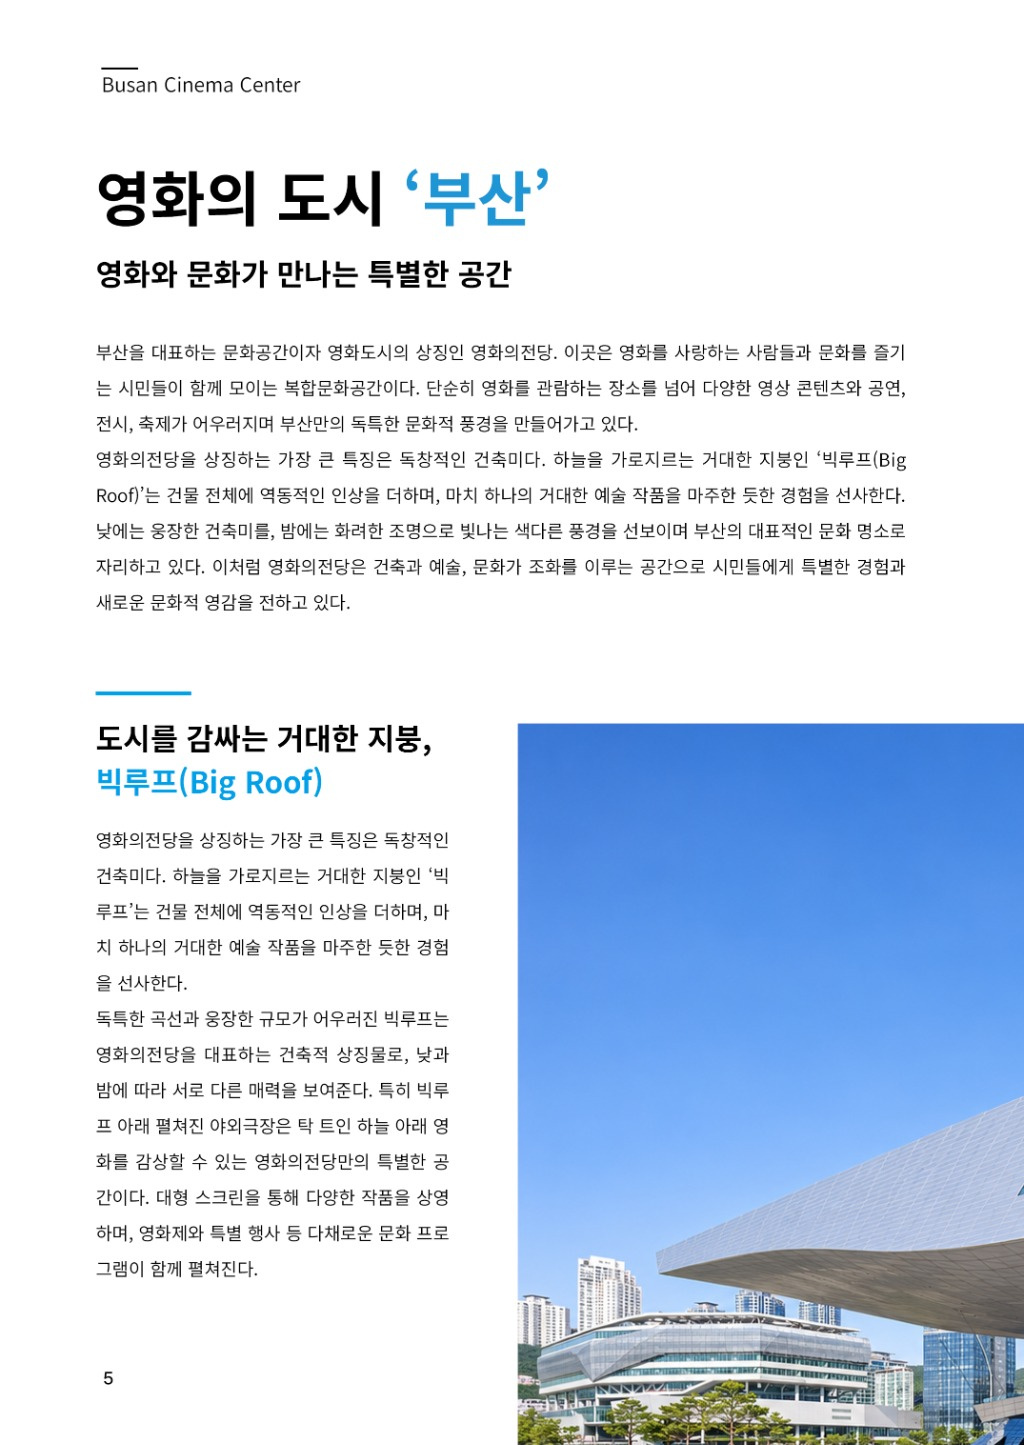 Busan Cinema Center
영화의 도시 ‘부산’
영화와 문화가 만나는 특별한 공간
부산을 대표하는 문화공간이자 영화도시의 상징인 영화의전당. 이곳은 영화를 사랑하는 사람들과 문화를 즐기
는 시민들이 함께 모이는 복합문화공간이다. 단순히 영화를 관람하는 장소를 넘어 다양한 영상 콘텐츠와 공연,
전시, 축제가 어우러지며 부산만의 독특한 문화적 풍경을 만들어가고 있다.
영화의전당을 상징하는 가장 큰 특징은 독창적인 건축미다. 하늘을 가로지르는 거대한 지붕인 ‘빅루프(Big
Roof)’는 건물 전체에 역동적인 인상을 더하며, 마치 하나의 거대한 예술 작품을 마주한 듯한 경험을 선사한다.
낮에는 웅장한 건축미를, 밤에는 화려한 조명으로 빛나는 색다른 풍경을 선보이며 부산의 대표적인 문화 명소로
자리하고 있다. 이처럼 영화의전당은 건축과 예술, 문화가 조화를 이루는 공간으로 시민들에게 특별한 경험과
새로운 문화적 영감을 전하고 있다.
도시를 감싸는 거대한 지붕,
빅루프(Big Roof)
영화의전당을 상징하는 가장 큰 특징은 독창적인
건축미다. 하늘을 가로지르는 거대한 지붕인 ‘빅
루프’는 건물 전체에 역동적인 인상을 더하며, 마
치 하나의 거대한 예술 작품을 마주한 듯한 경험
을 선사한다.
독특한 곡선과 웅장한 규모가 어우러진 빅루프는
영화의전당을 대표하는 건축적 상징물로, 낮과
밤에 따라 서로 다른 매력을 보여준다. 특히 빅루
프 아래 펼쳐진 야외극장은 탁 트인 하늘 아래 영
화를 감상할 수 있는 영화의전당만의 특별한 공
간이다. 대형 스크린을 통해 다양한 작품을 상영
하며, 영화제와 특별 행사 등 다채로운 문화 프로
그램이 함께 펼쳐진다.
5